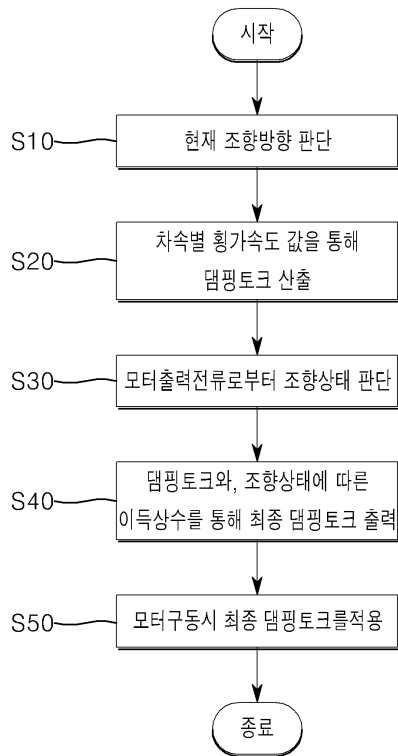 시작
S10
현재 조향방향 판단
S20
차속별 횡가속도 값을 통해
댐핑토크 산출
S30
모터출력전류로부터 조향상태 판단
S40
댐핑토크와, 조향상태에 따른
이득상수를 통해 최종 댐핑토크 출력
S50
모터구동시 최종 댐핑토크를적용
종료